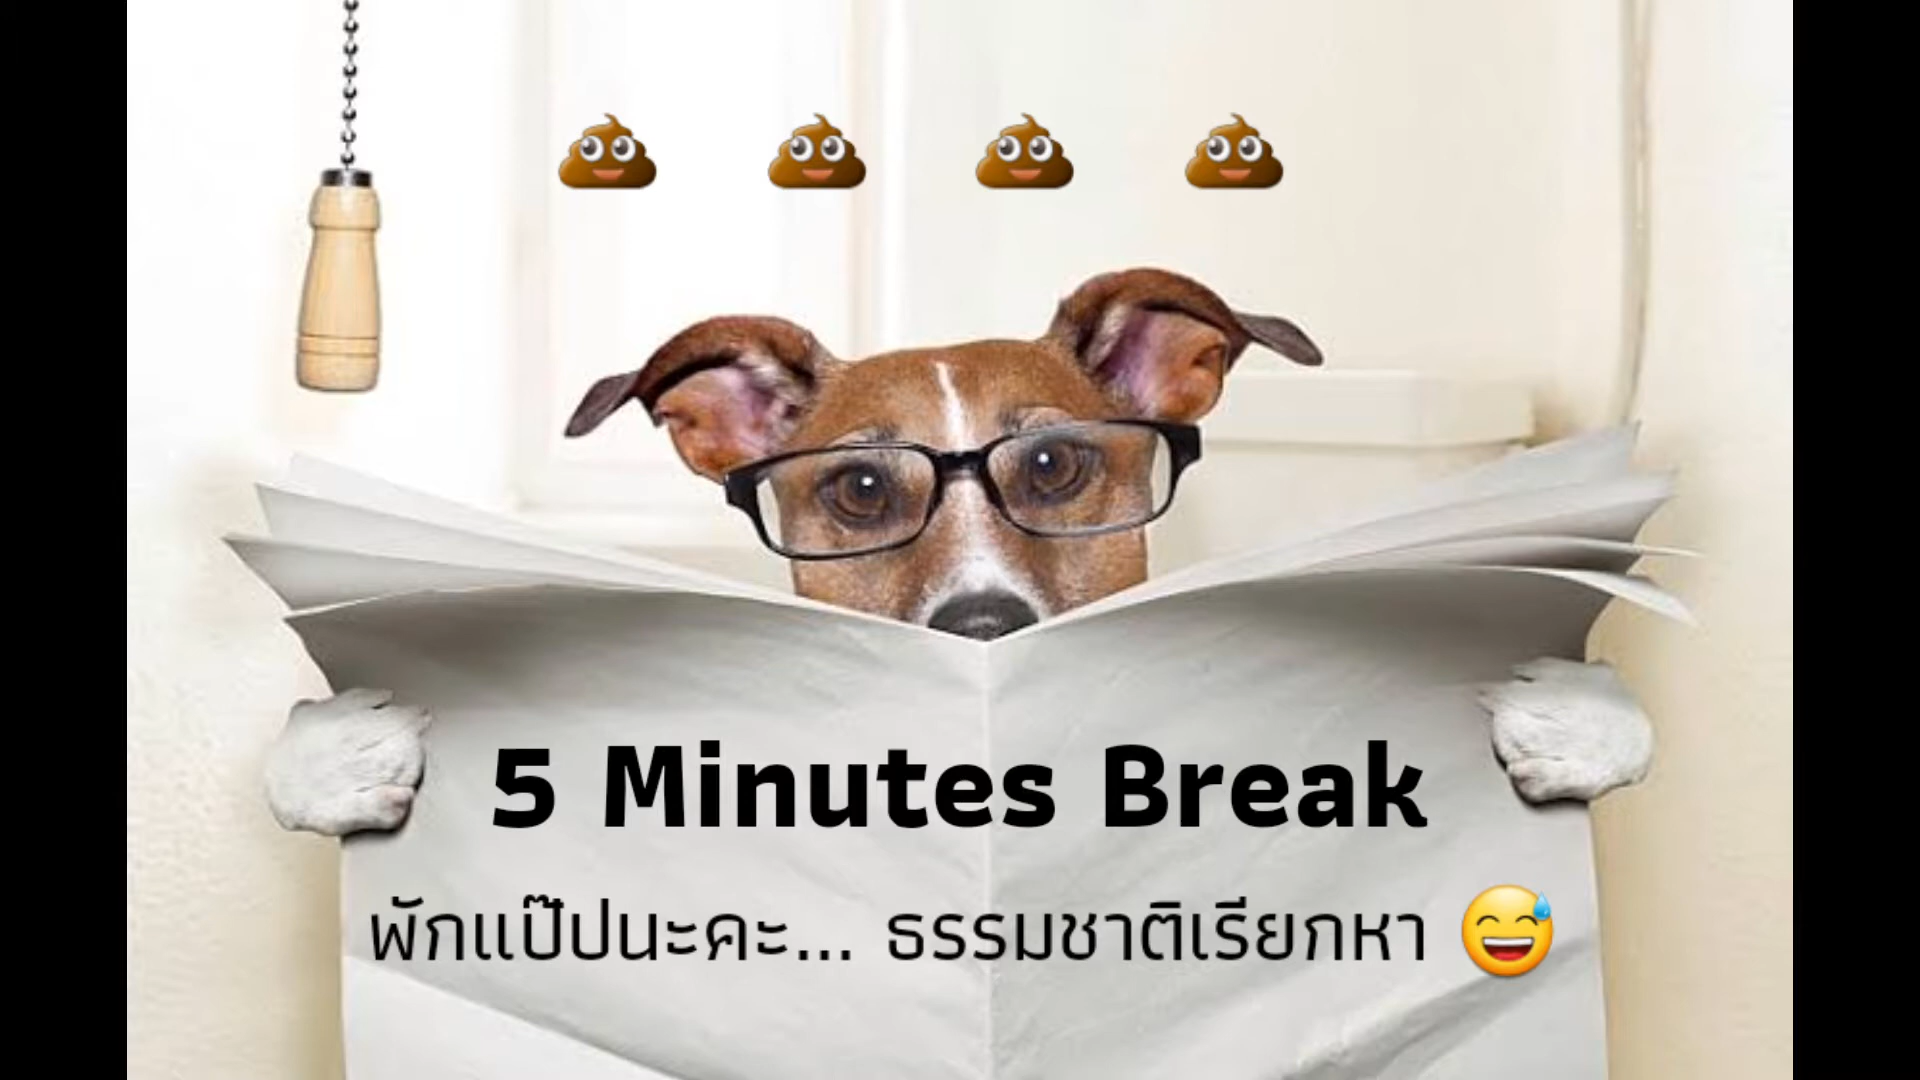 💩 💩 💩 💩
5 Minutes Break
พักแป๊ปนะคะ... ธรรมชาติเรียกหา 😅